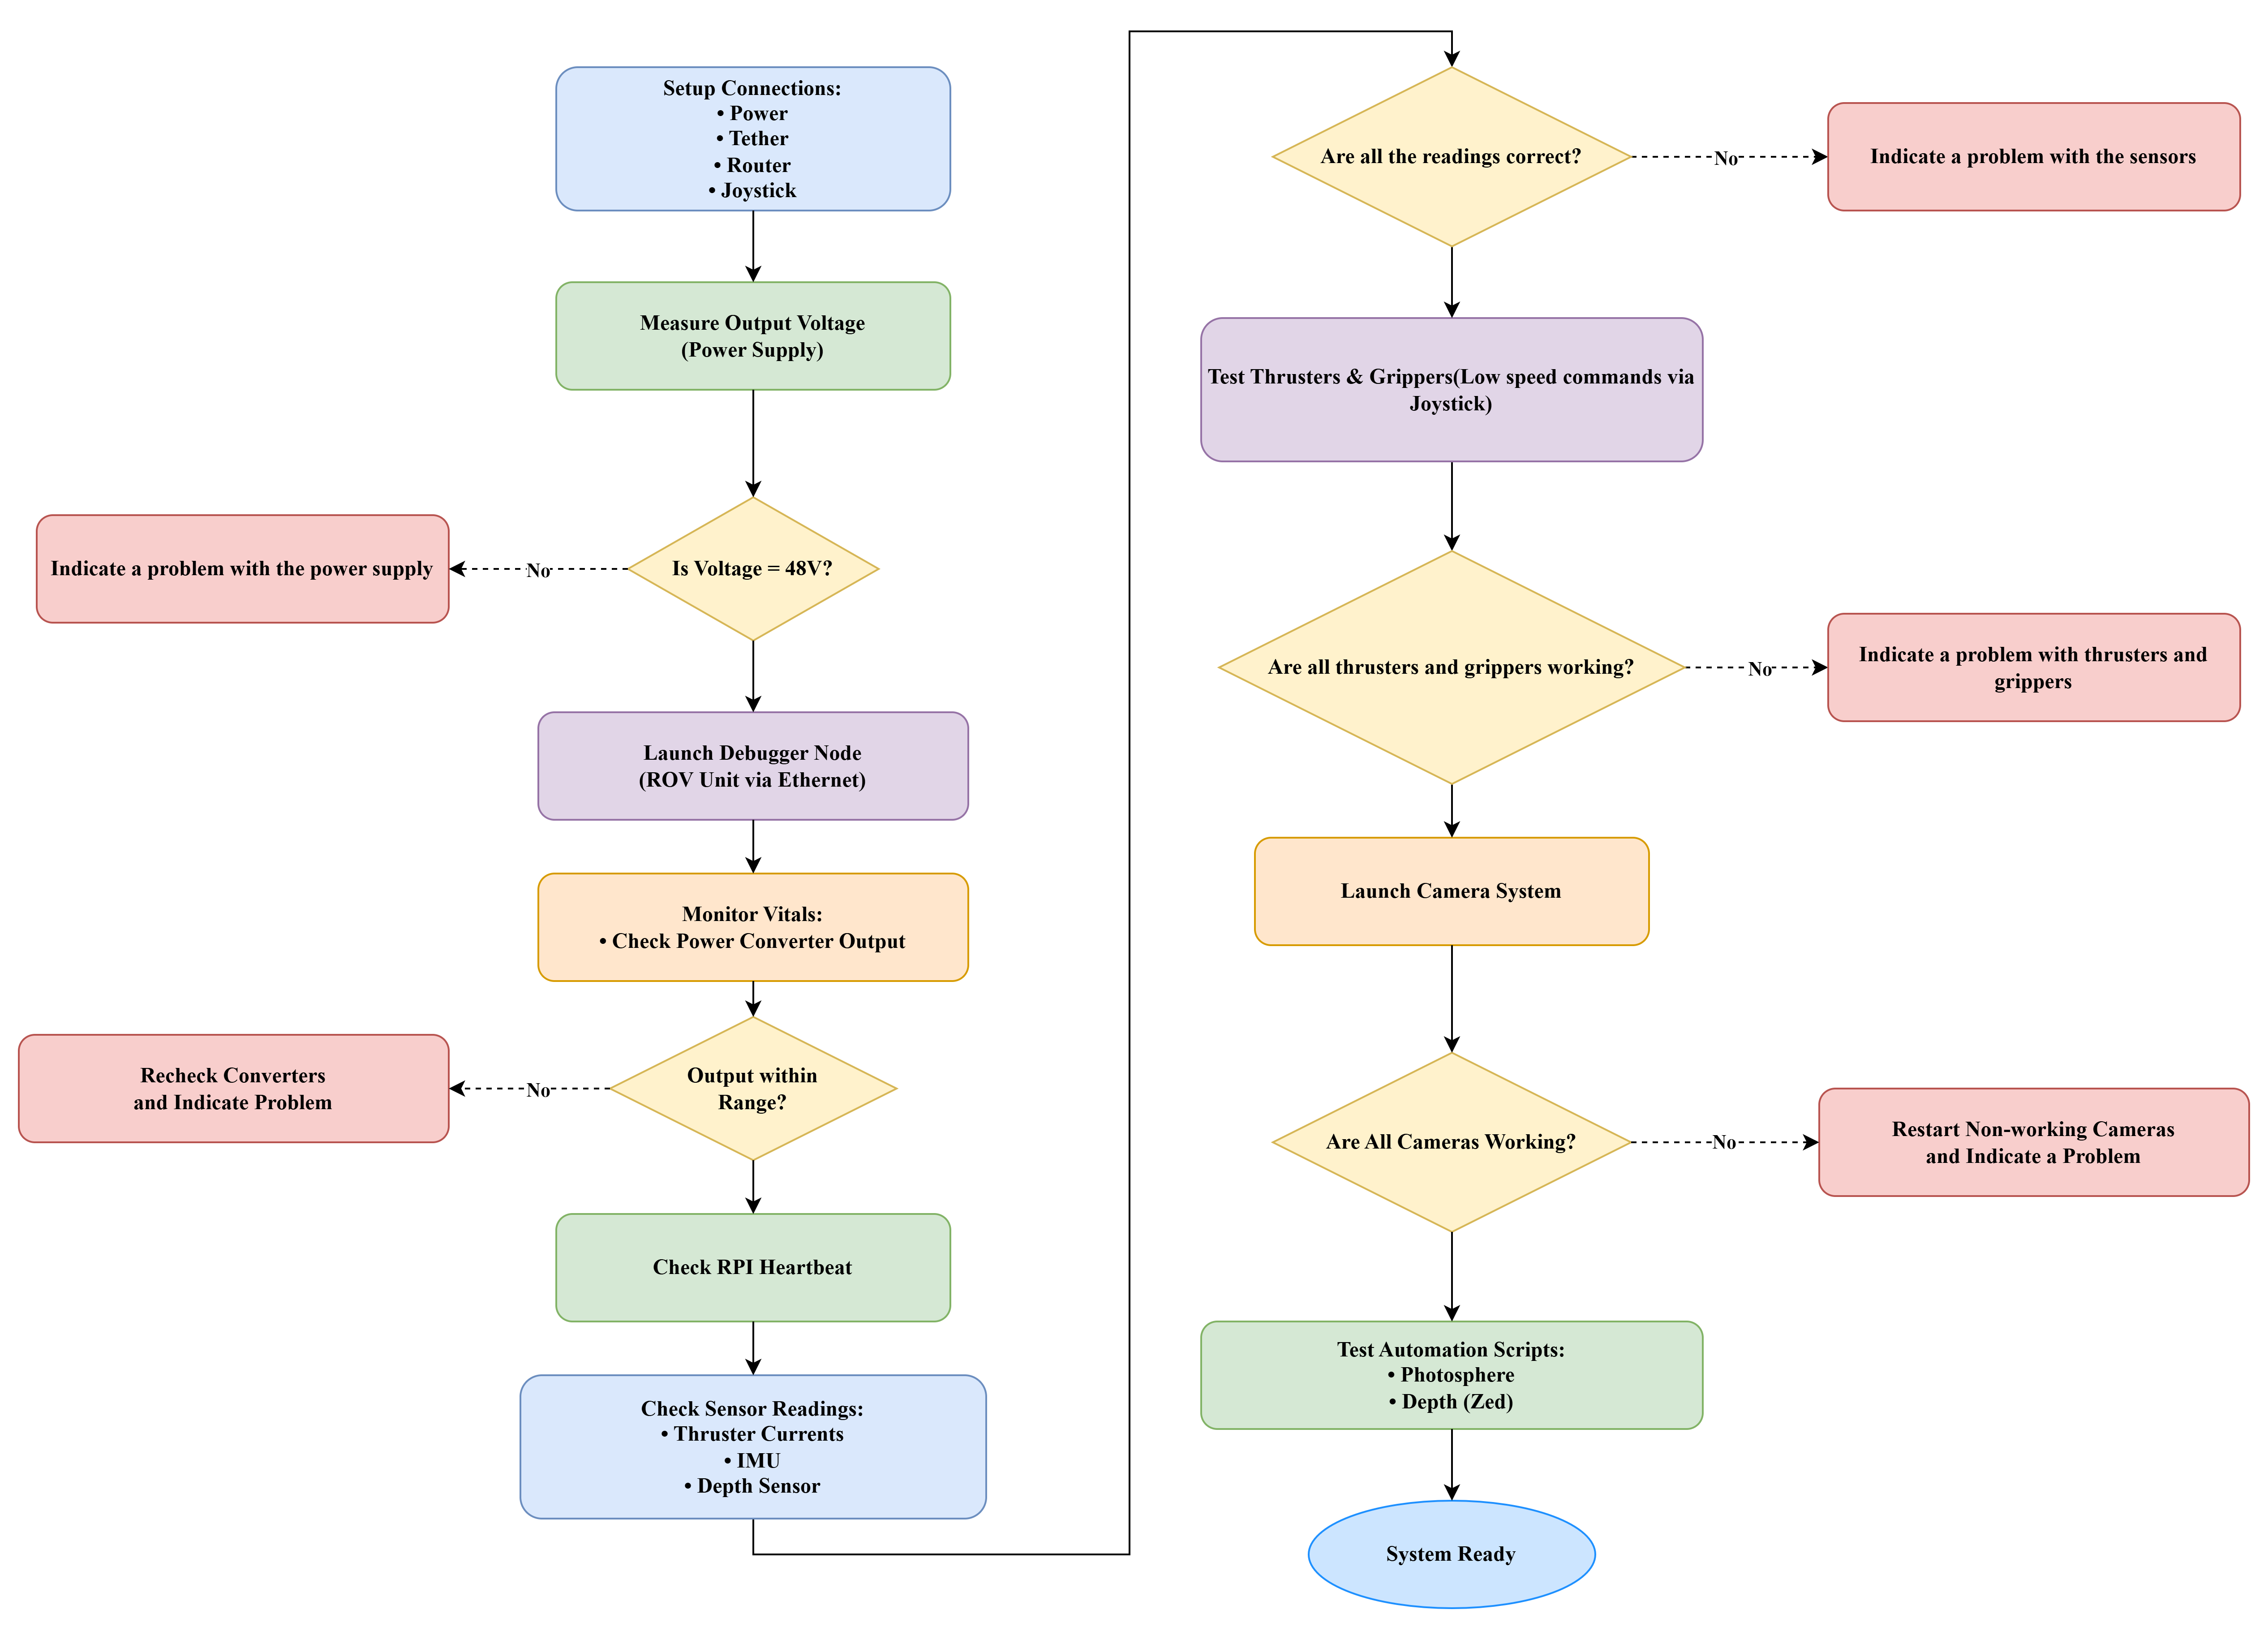 Setup Connections:
• Power
• Tether
• Router
• Joystick
Measure Output Voltage
(Power Supply)
Is Voltage = 48V?
No
Indicate a problem with the power supply
Launch Debugger Node
(ROV Unit via Ethernet)
Monitor Vitals:
• Check Power Converter Output
Output within
Range?
No
Recheck Converters
and Indicate Problem
Check RPI Heartbeat
Check Sensor Readings:
• Thruster Currents
• IMU
• Depth Sensor
Are all the readings correct?
No
Indicate a problem with the sensors
Test Thrusters & Grippers(Low speed commands via
Joystick)
Are all thrusters and grippers working?
No
Indicate a problem with thrusters and
grippers
Launch Camera System
Are All Cameras Working?
No
Restart Non-working Cameras
and Indicate a Problem
Test Automation Scripts:
• Photosphere
• Depth (Zed)
System Ready